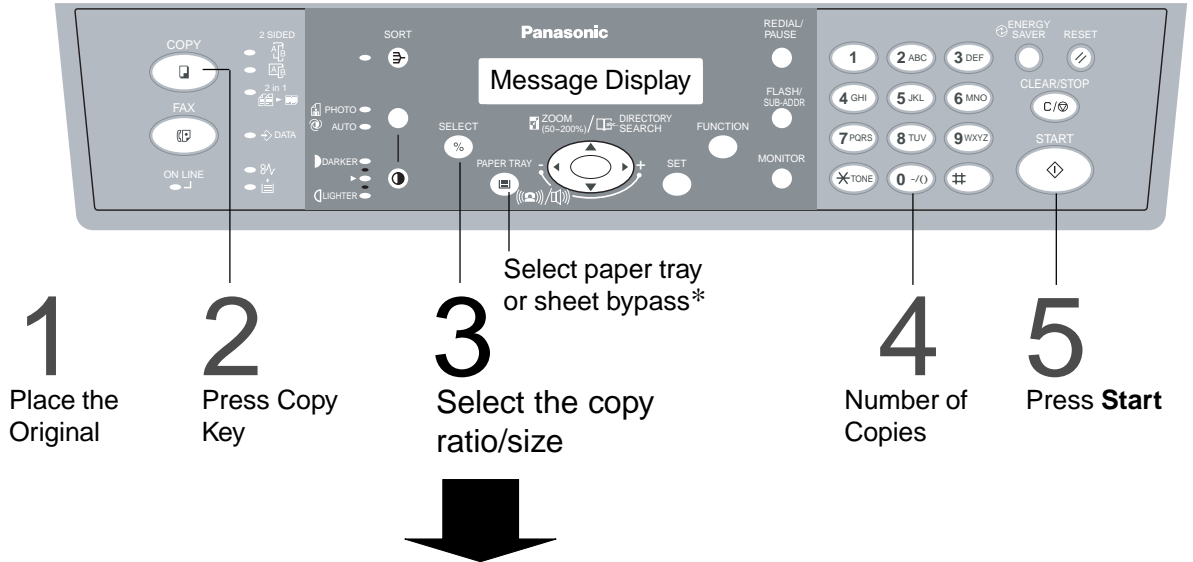 COPY
FAX
ON LINE
2 SIDED
A B
A B
2 in 1
DATA
SORT
PHOTO
AUTO
DARKER
LIGHTER
Panasonic
Message Display
SELECT
%
ZOOM
(50~200%)
/
ABC
DIRECTORY
SEARCH
PAPER TRAY
- +
SET
FUNCTION
REDIAL/
PAUSE
FLASH/
SUB-ADDR
MONITOR
1 2 ABC 3 DEF
4 GHI 5 JKL 6 MNO
7 PQRS 8 TUV 9 WXYZ
TONE 0 -/() #
ENERGY
SAVER
RESET
CLEAR/STOP
C/
START
Select paper tray
or sheet bypass*
1
Place the
Original
2
Press Copy
Key
3
Select the copy
ratio/size
4
Number of
Copies
5
Press Start